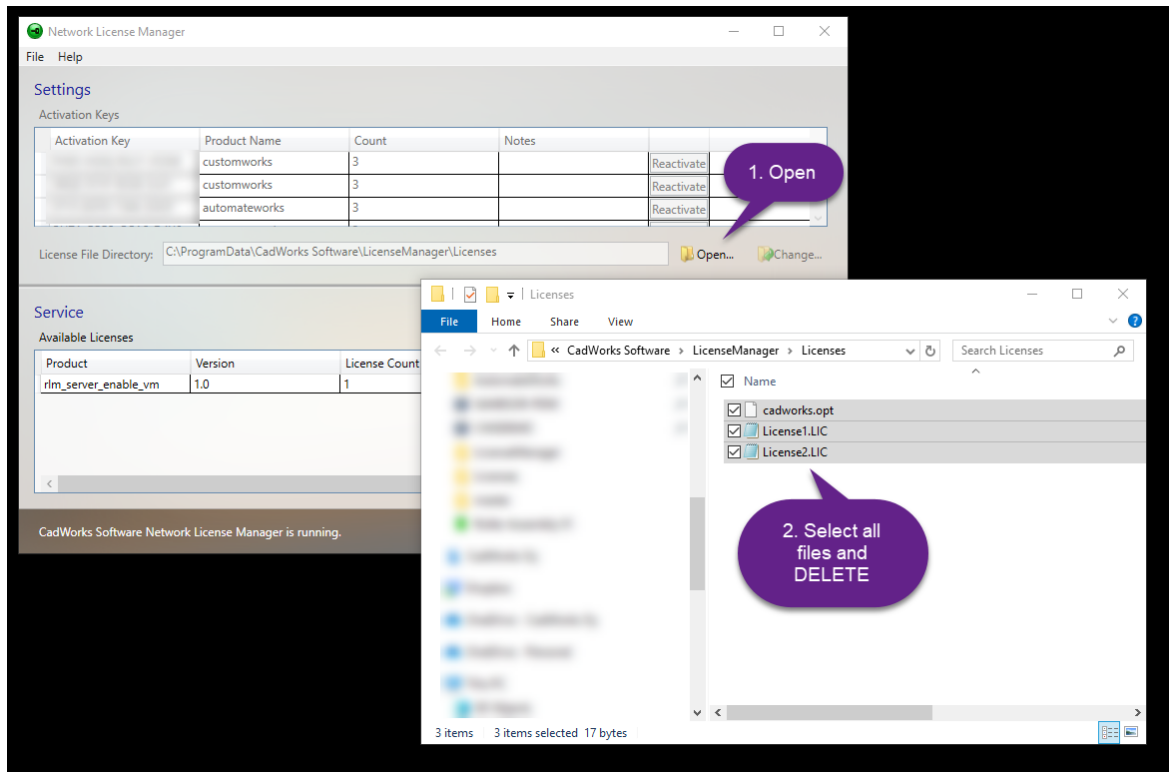 Network License Manager
File Help
Settings
Activation Keys
Activation Key Product Name Count Notes
customworks 3 Reactivate
customworks 3 Reactivate
automateworks 3 Reactivate
1. Open
License File Directory: C:\ProgramData\CadWorks Software\LicenseManager\Licenses Open... Change...
Service
Available Licenses
Product Version License Count
rlm_server_enable_vm 1.0 1
CadWorks Software Network License Manager is running.
Licenses
File Home Share View
« CadWorks Software > LicenseManager > Licenses Search Licenses
Name
cadworks.opt
License1.LIC
License2.LIC
2. Select all
files and
DELETE
3 items 3 items selected 17 bytes